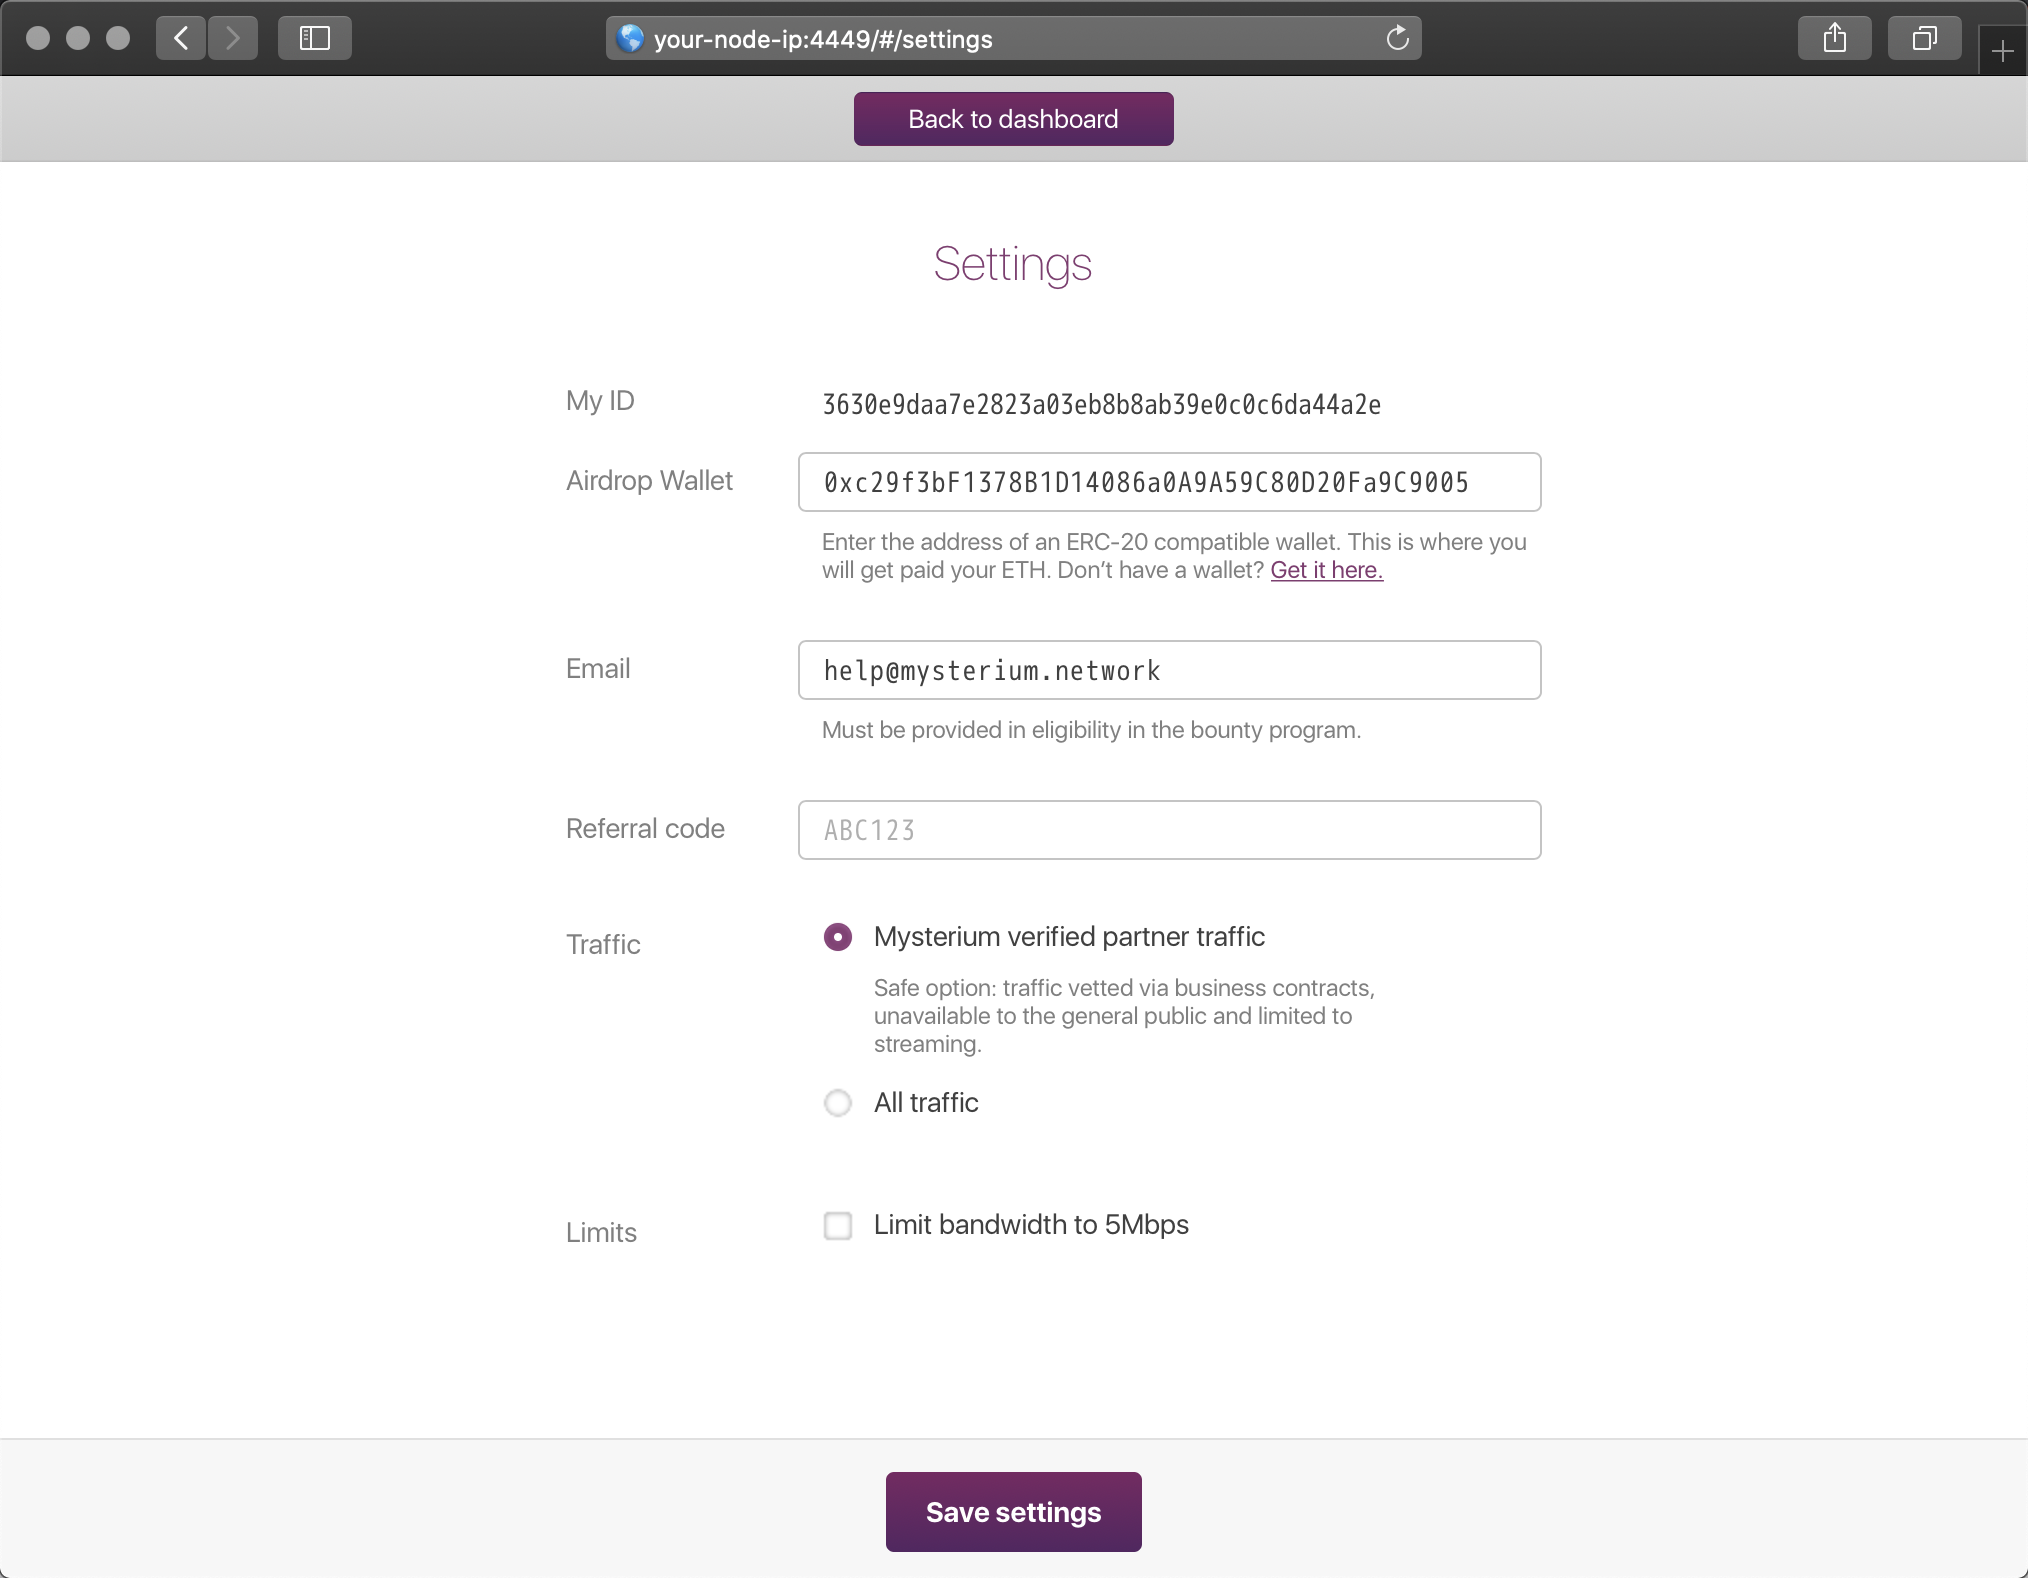 your-node-ip:4449/#/settings
Back to dashboard
Settings
My ID
3630e9daa7e2823a03eb8b8ab39e0c0c6da44a2e
Airdrop Wallet
0xc29f3bF1378B1D14086a0A9A59C80D20Fa9C9005
Enter the address of an ERC-20 compatible wallet. This is where you
will get paid your ETH. Don’t have a wallet? Get it here.
Email
help@mysterium.network
Must be provided in eligibility in the bounty program.
Referral code
ABC123
Traffic
Mysterium verified partner traffic
Safe option: traffic vetted via business contracts,
unavailable to the general public and limited to
streaming.
All traffic
Limits
Limit bandwidth to 5Mbps
Save settings